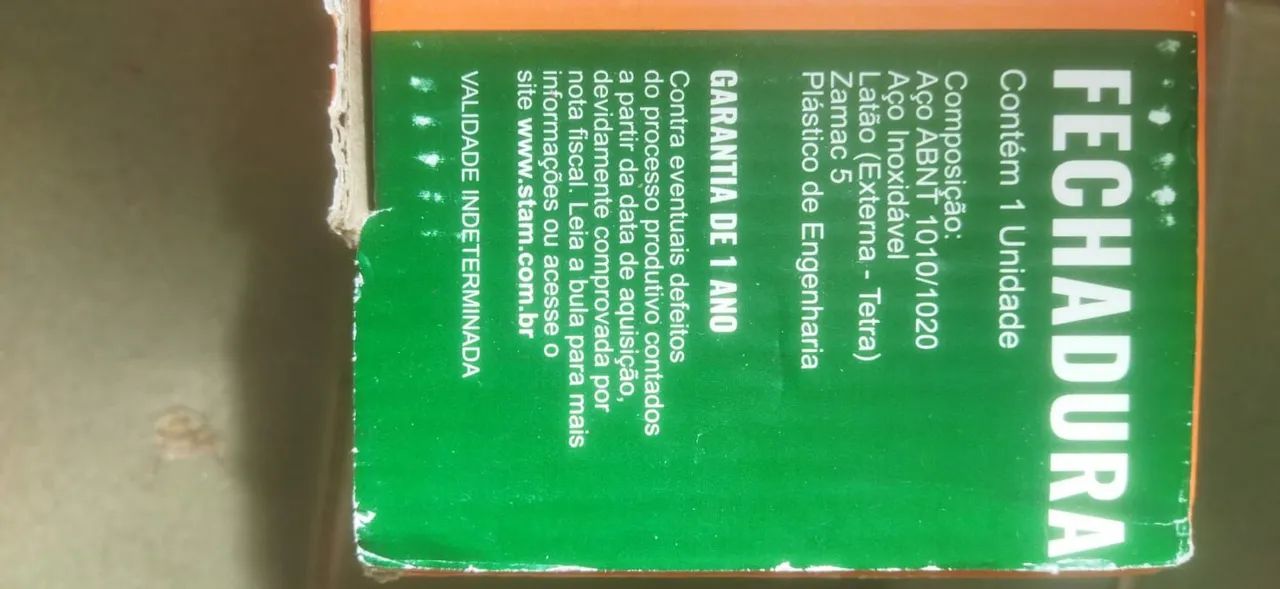 FECHADURA
Contém 1 Unidade
Composição:
Aço ABNT 1010/1020
Aço Inoxidável
Latão (Externa - Tetra)
Zamac 5
Plástico de Engenharia
GARANTIA DE 1 ANO
Contra eventuais defeitos
do processo produtivo contados
a partir da data de aquisição,
devidamente comprovada por
nota fiscal. Leia a bula para mais
informações ou acesse o
site www.stam.com.br
VALIDADE INDETERMINADA